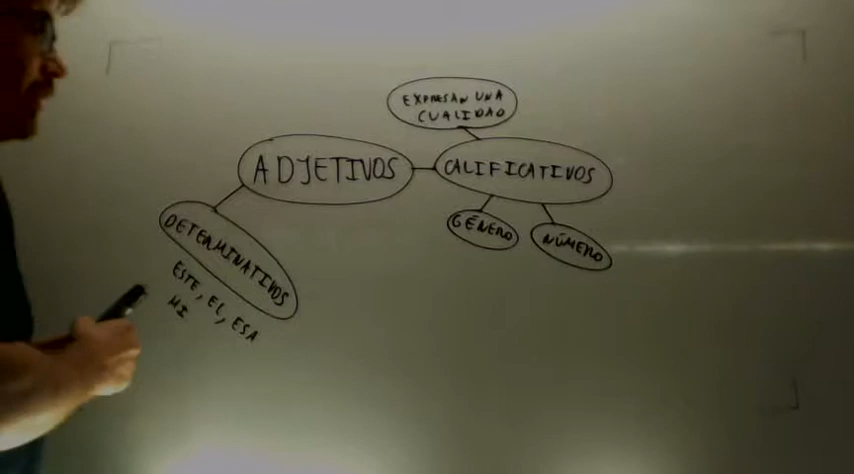 EXPRESAN UNA
CUALIDAD
ADJETIVOS
CALIFICATIVOS
GÉNERO
NÚMERO
DETERMINATIVOS
ESTE, EL, ESA
MI